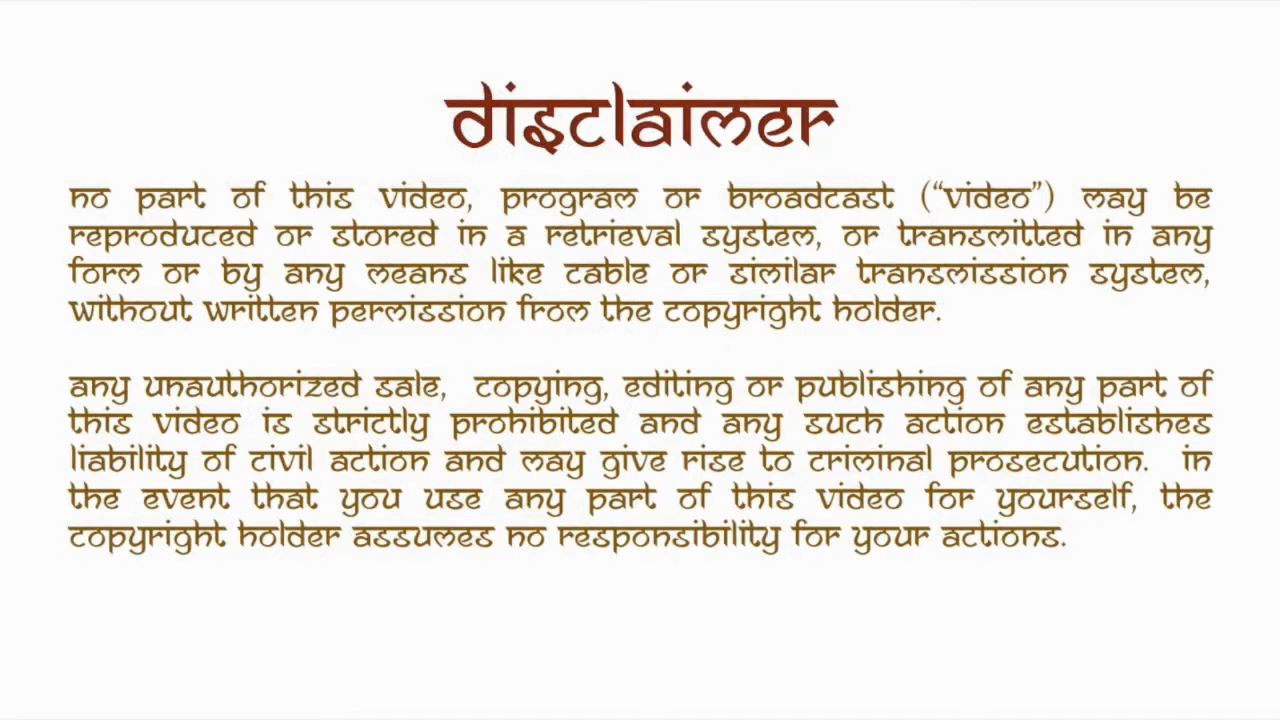 disclaimer
no part of this video, program or broadcast (“video”) may be
reproduced or stored in a retrieval system, or transmitted in any
form or by any means like cable or similar transmission system,
without written permission from the copyright holder.
any unauthorized sale, copying, editing or publishing of any part of
this video is strictly prohibited and any such action establishes
liability of civil action and may give rise to criminal prosecution. in
the event that you use any part of this video for yourself, the
copyright holder assumes no responsibility for your actions.